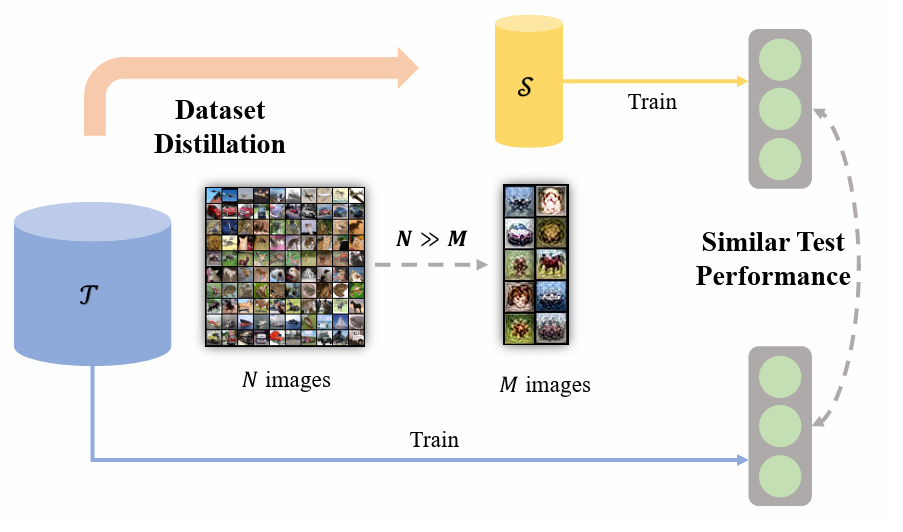 𝒮
Train
Dataset
Distillation
N ≫ M
Similar Test
Performance
𝒯
N images
M images
Train